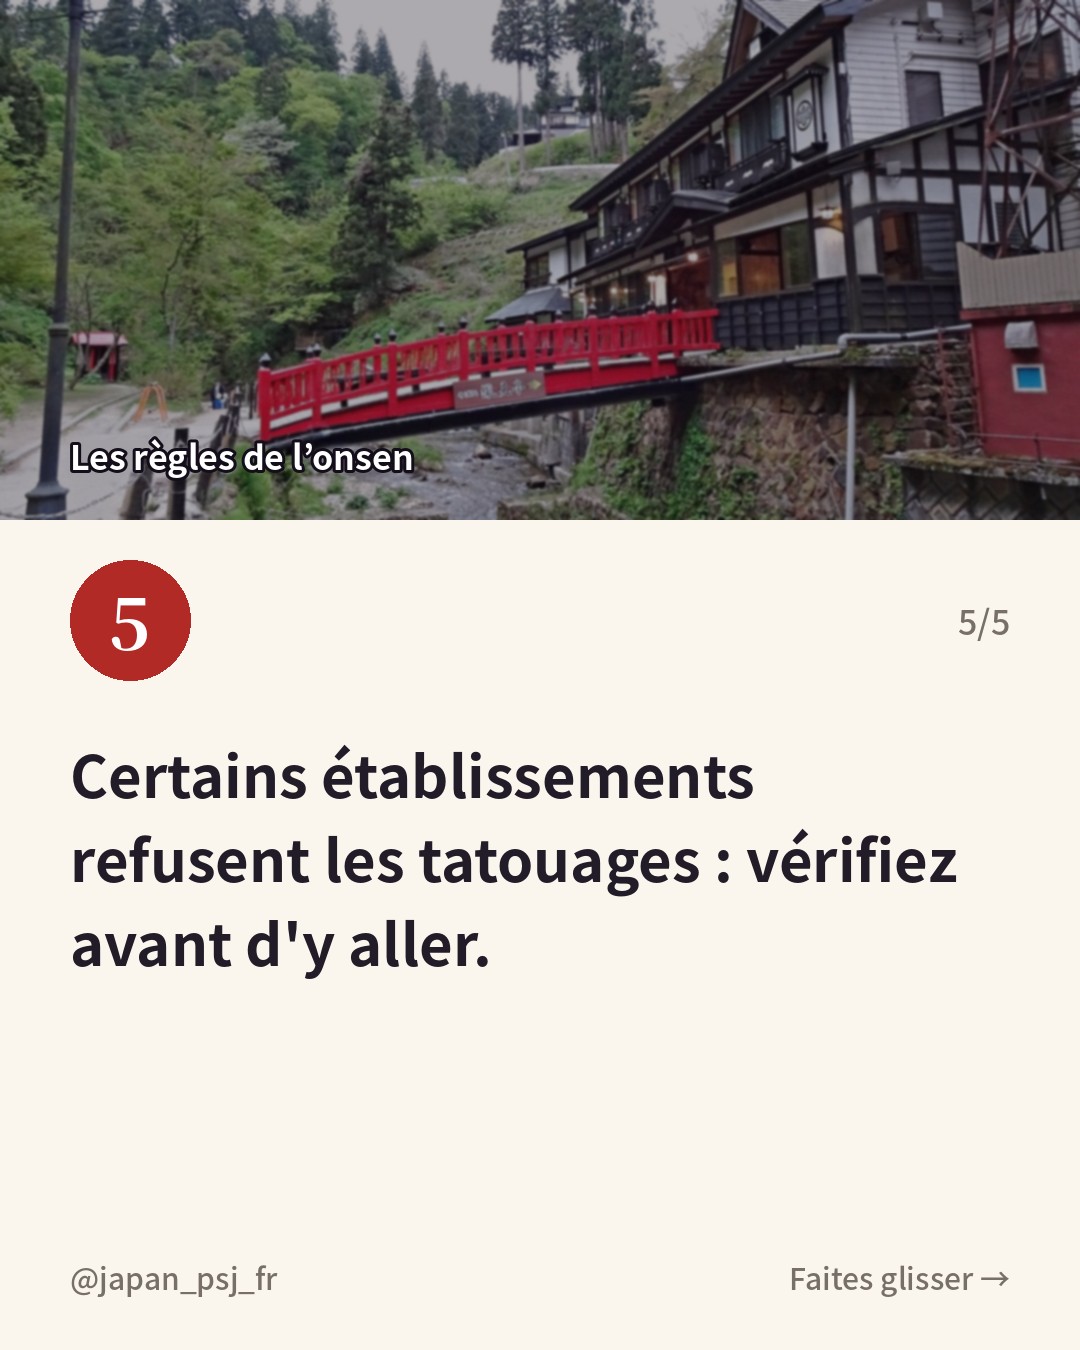 Les règles de l’onsen
5
5/5
Certains établissements
refusent les tatouages : vérifiez
avant d'y aller.
@japan_psj_fr
Faites glisser →